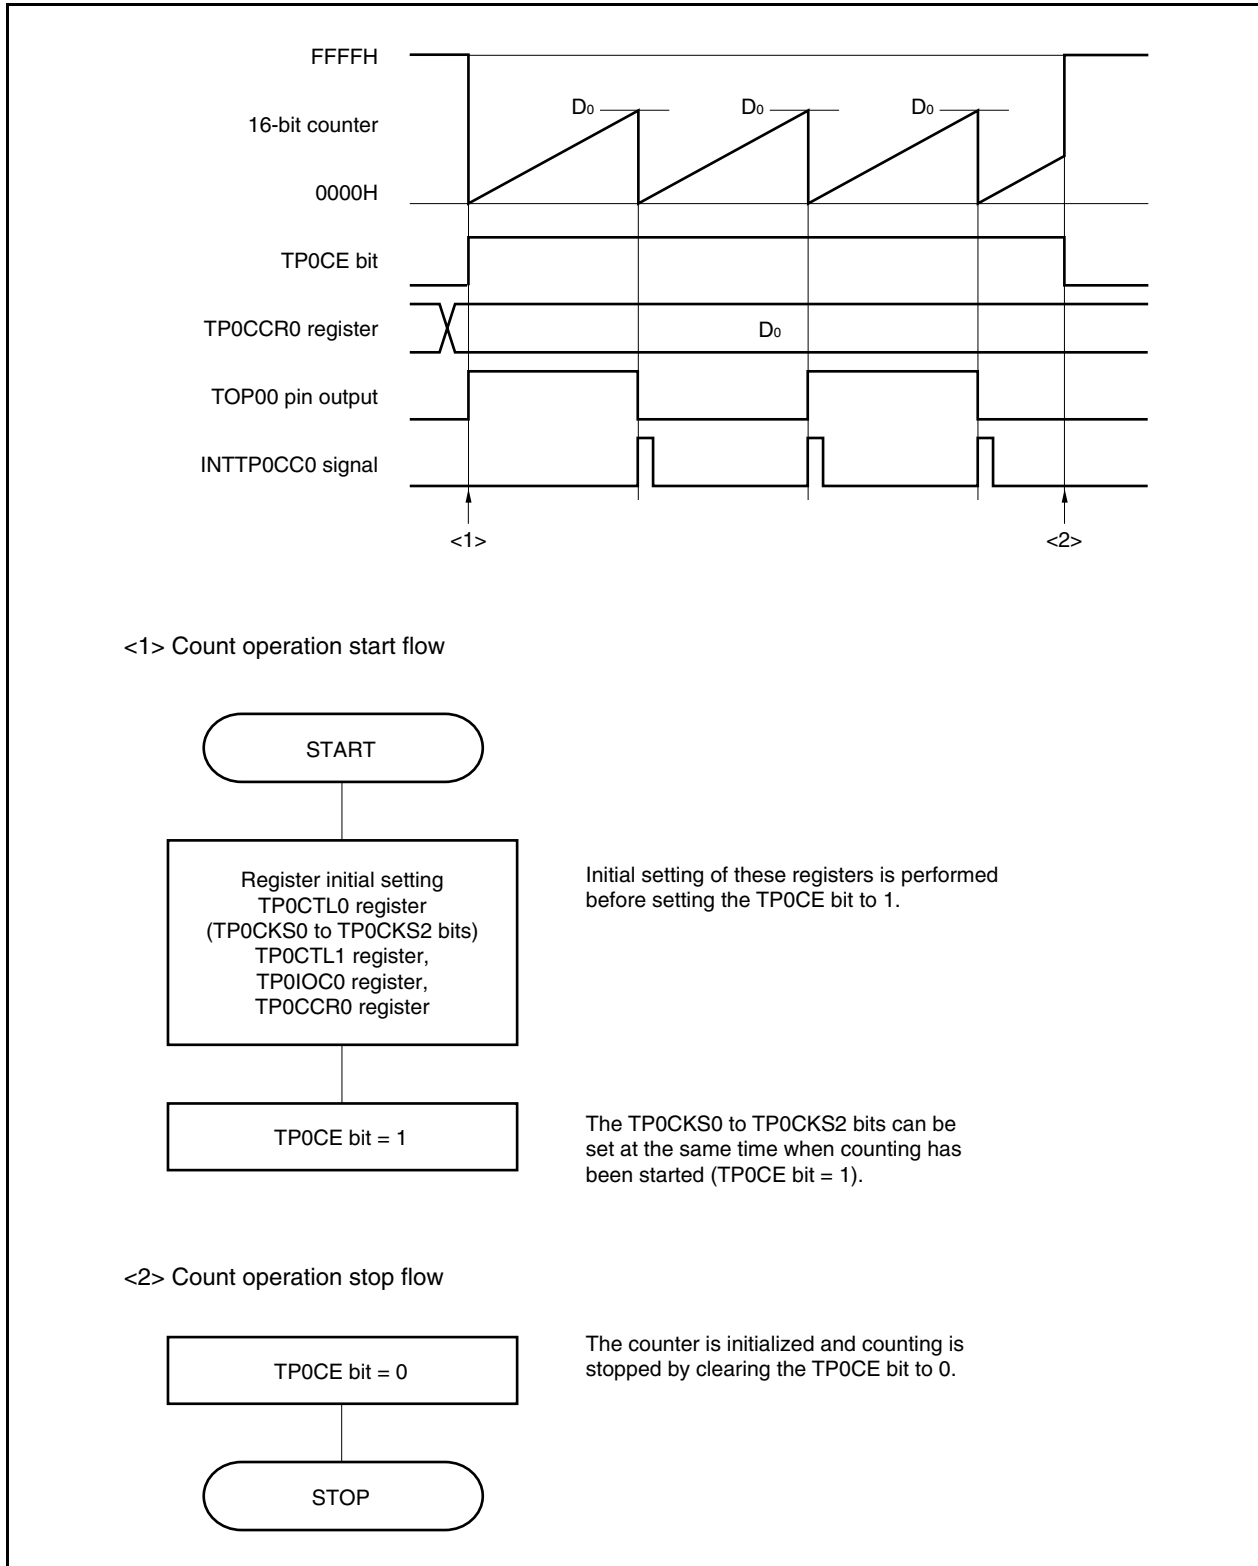 FFFFH
D0 D0 D0
16-bit counter
0000H
TP0CE bit
TP0CCR0 register
D0
TOP00 pin output
INTTP0CC0 signal
<1> <2>
<1> Count operation start flow
START
Register initial setting
TP0CTL0 register
(TP0CKS0 to TP0CKS2 bits)
TP0CTL1 register,
TP0IOC0 register,
TP0CCR0 register
Initial setting of these registers is performed
before setting the TP0CE bit to 1.
TP0CE bit = 1
The TP0CKS0 to TP0CKS2 bits can be
set at the same time when counting has
been started (TP0CE bit = 1).
<2> Count operation stop flow
TP0CE bit = 0
The counter is initialized and counting is
stopped by clearing the TP0CE bit to 0.
STOP